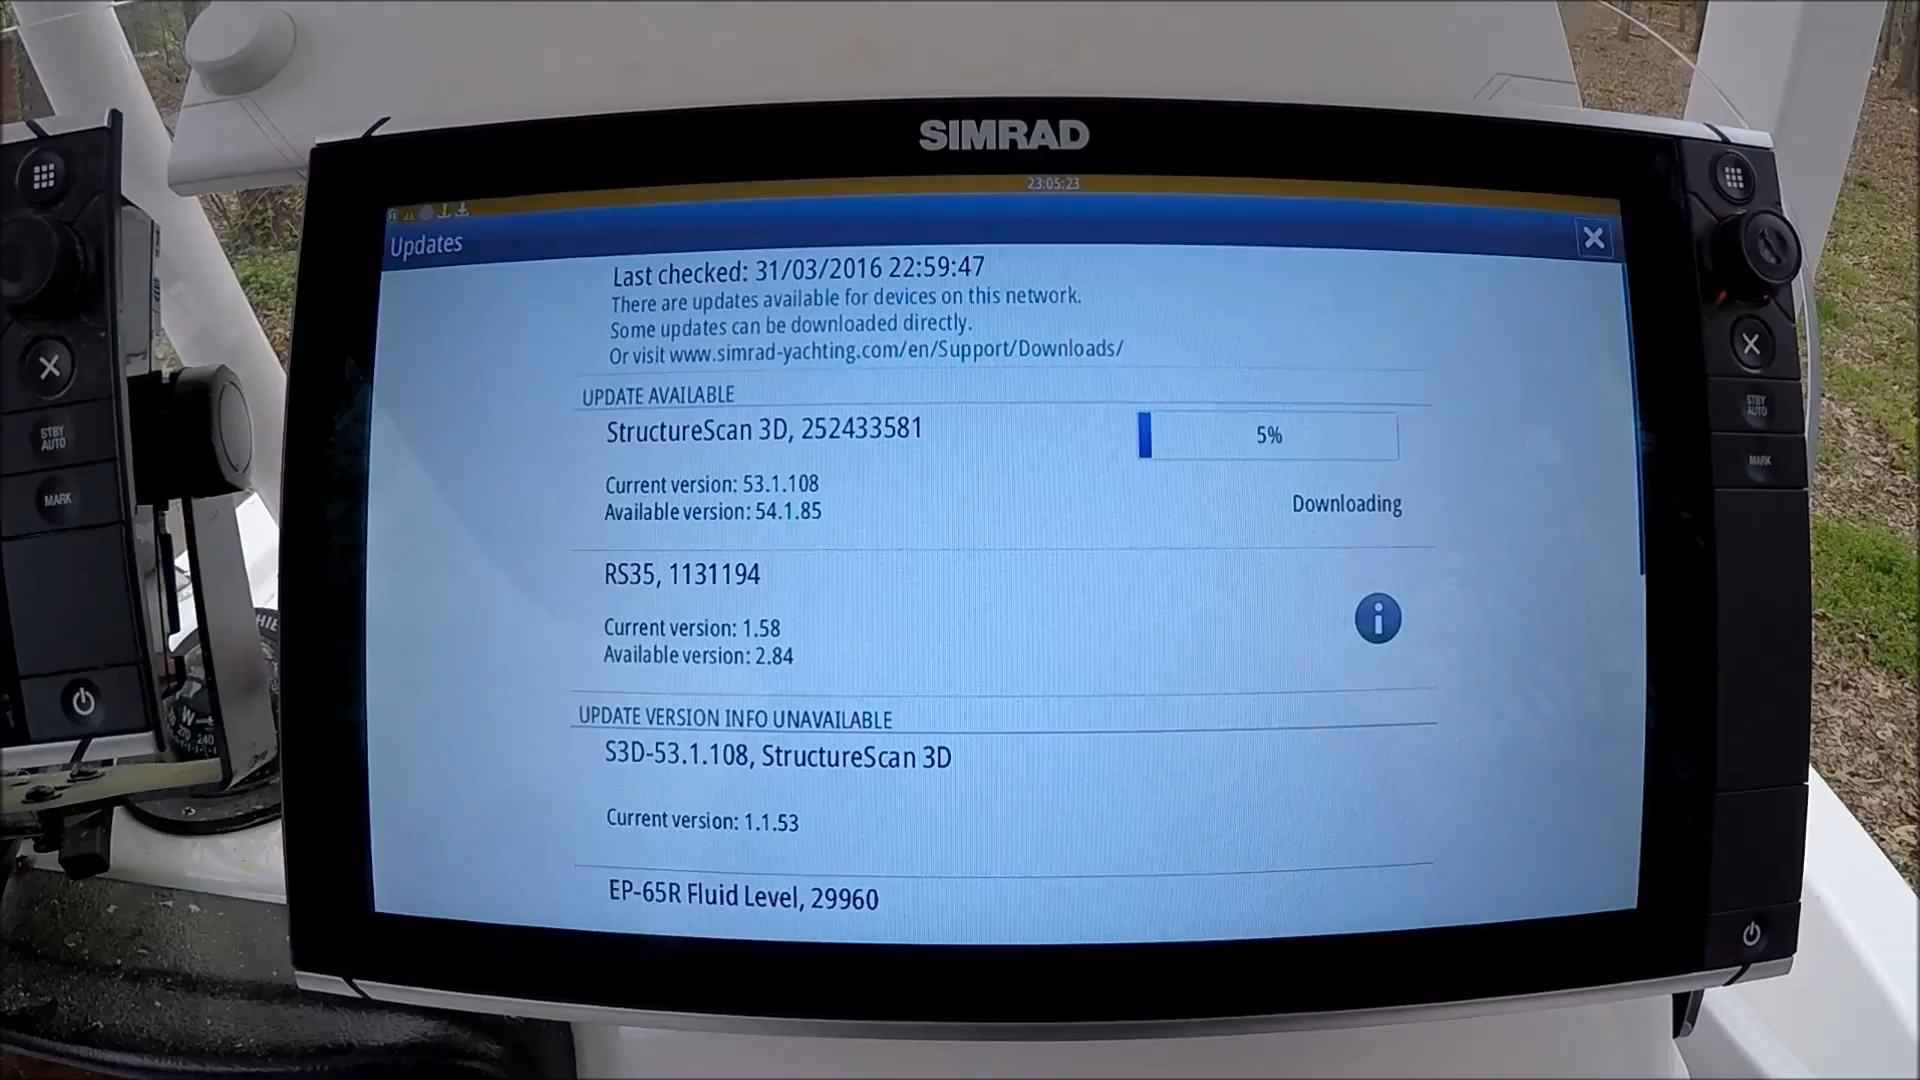 SIMRAD
23:05:23
Updates
Last checked: 31/03/2016 22:59:47
There are updates available for devices on this network.
Some updates can be downloaded directly.
Or visit www.simrad-yachting.com/en/Support/Downloads/
UPDATE AVAILABLE
StructureScan 3D, 252433581
5%
Current version: 53.1.108
Available version: 54.1.85
Downloading
RS35, 1131194
Current version: 1.58
Available version: 2.84
UPDATE VERSION INFO UNAVAILABLE
S3D-53.1.108, StructureScan 3D
Current version: 1.1.53
EP-65R Fluid Level, 29960
STBY
AUTO
MARK
STBY
AUTO
MARK
W
270
240